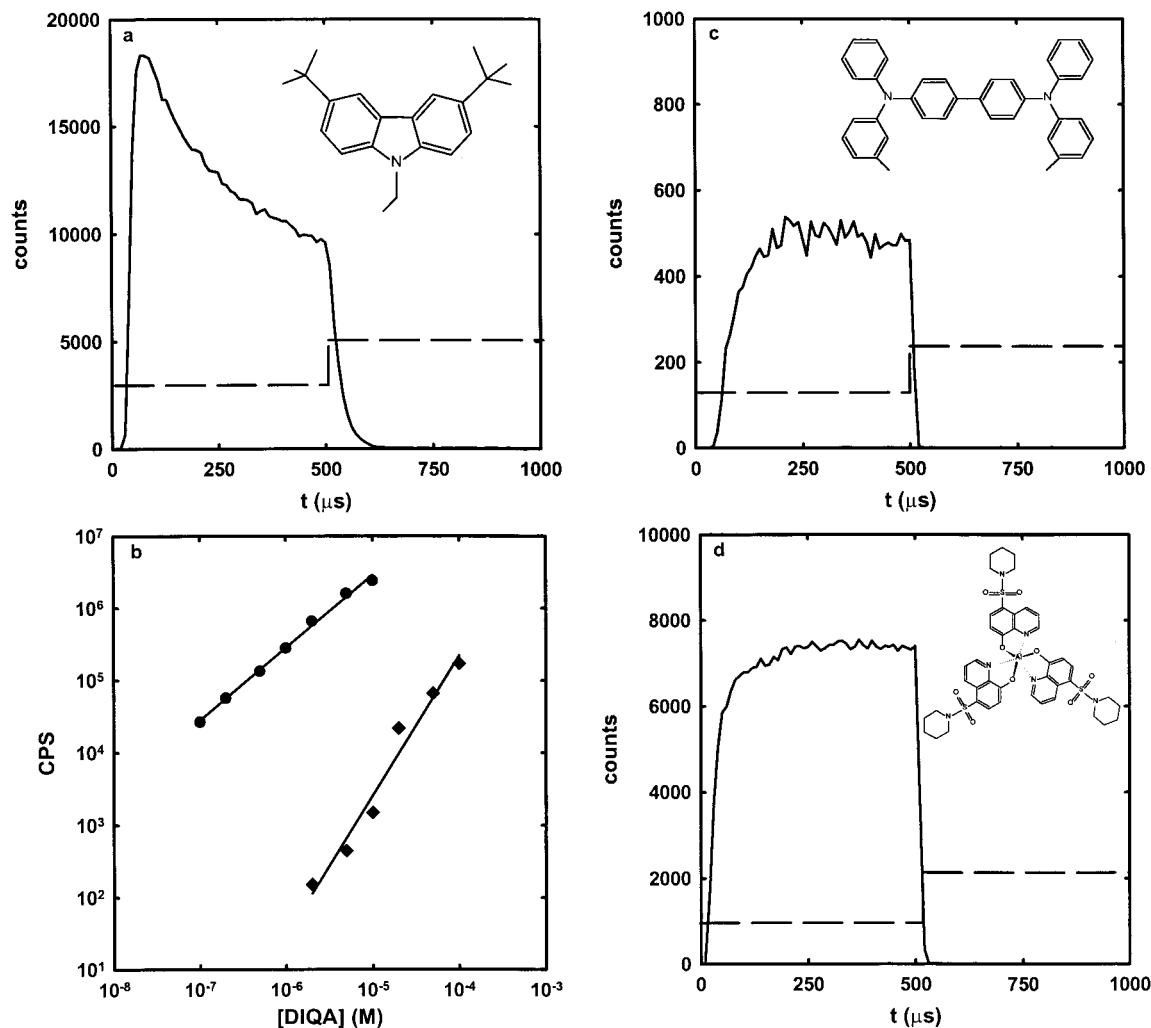 a
20000
15000
10000
5000
0
counts
0 250 500 750 1000
t (μs)
N
c
1000
800
600
400
200
0
counts
0 250 500 750 1000
t (μs)
N N
b
10⁷
10⁶
10⁵
10⁴
10³
10²
10¹
CPS
10⁻⁸ 10⁻⁷ 10⁻⁶ 10⁻⁵ 10⁻⁴ 10⁻³
[DIQA] (M)
d
10000
8000
6000
4000
2000
0
counts
0 250 500 750 1000
t (μs)
N
O S O
N
O Al O
N N
O
O S O
N O
O S O
N